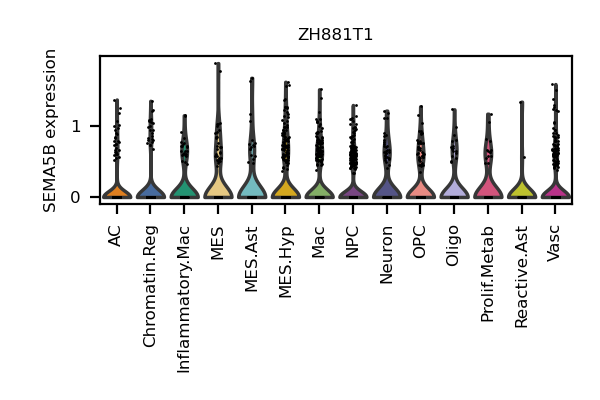 ZH881T1
SEMA5B expression
1
0
AC
Chromatin.Reg
Inflammatory.Mac
MES
MES.Ast
MES.Hyp
Mac
NPC
Neuron
OPC
Oligo
Prolif.Metab
Reactive.Ast
Vasc